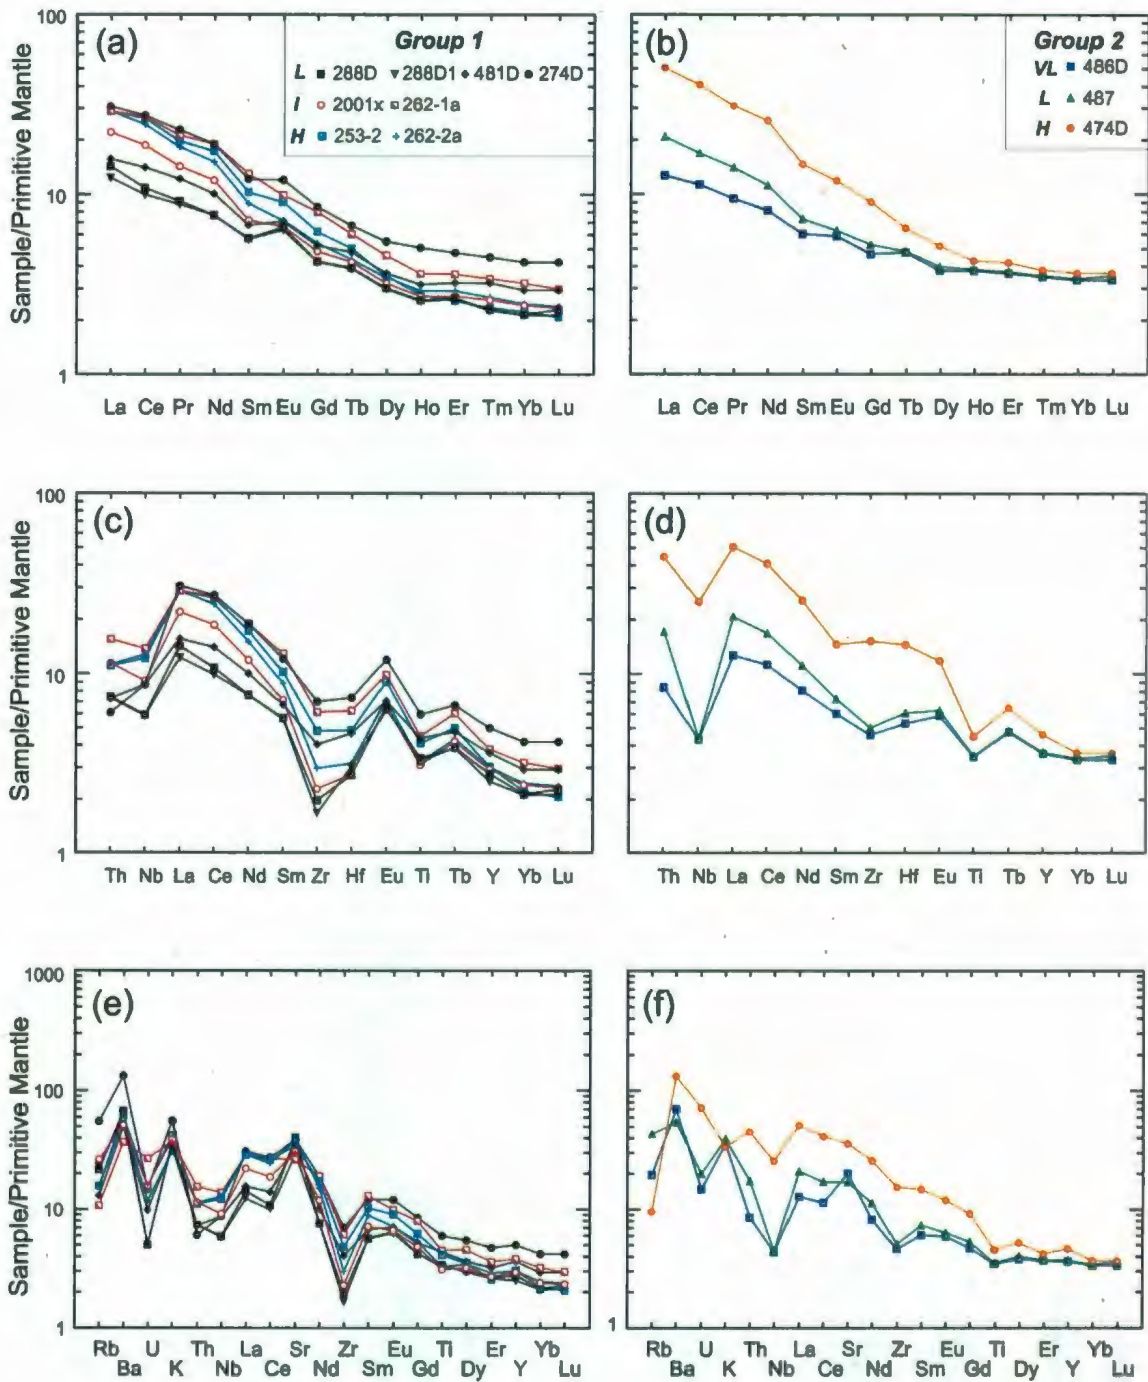 (a)
Group 1
L 288D 288D1 481D 274D
I 2001x 262-1a
H 253-2 262-2a
100
10
1
Sample/Primitive Mantle
La Ce Pr Nd Sm Eu Gd Tb Dy Ho Er Tm Yb Lu
(b)
Group 2
VL 486D
L 487
H 474D
La Ce Pr Nd Sm Eu Gd Tb Dy Ho Er Tm Yb Lu
(c)
100
10
1
Sample/Primitive Mantle
Th Nb La Ce Nd Sm Zr Hf Eu Ti Tb Y Yb Lu
(d)
Th Nb La Ce Nd Sm Zr Hf Eu Ti Tb Y Yb Lu
(e)
1000
100
10
1
Sample/Primitive Mantle
Rb U Th La Sr Zr Eu Ti Er Yb
Ba K Nb Ce Nd Sm Gd Dy Y Lu
(f)
Rb U Th La Sr Zr Eu Ti Er Yb
Ba K Nb Ce Nd Sm Gd Dy Y Lu